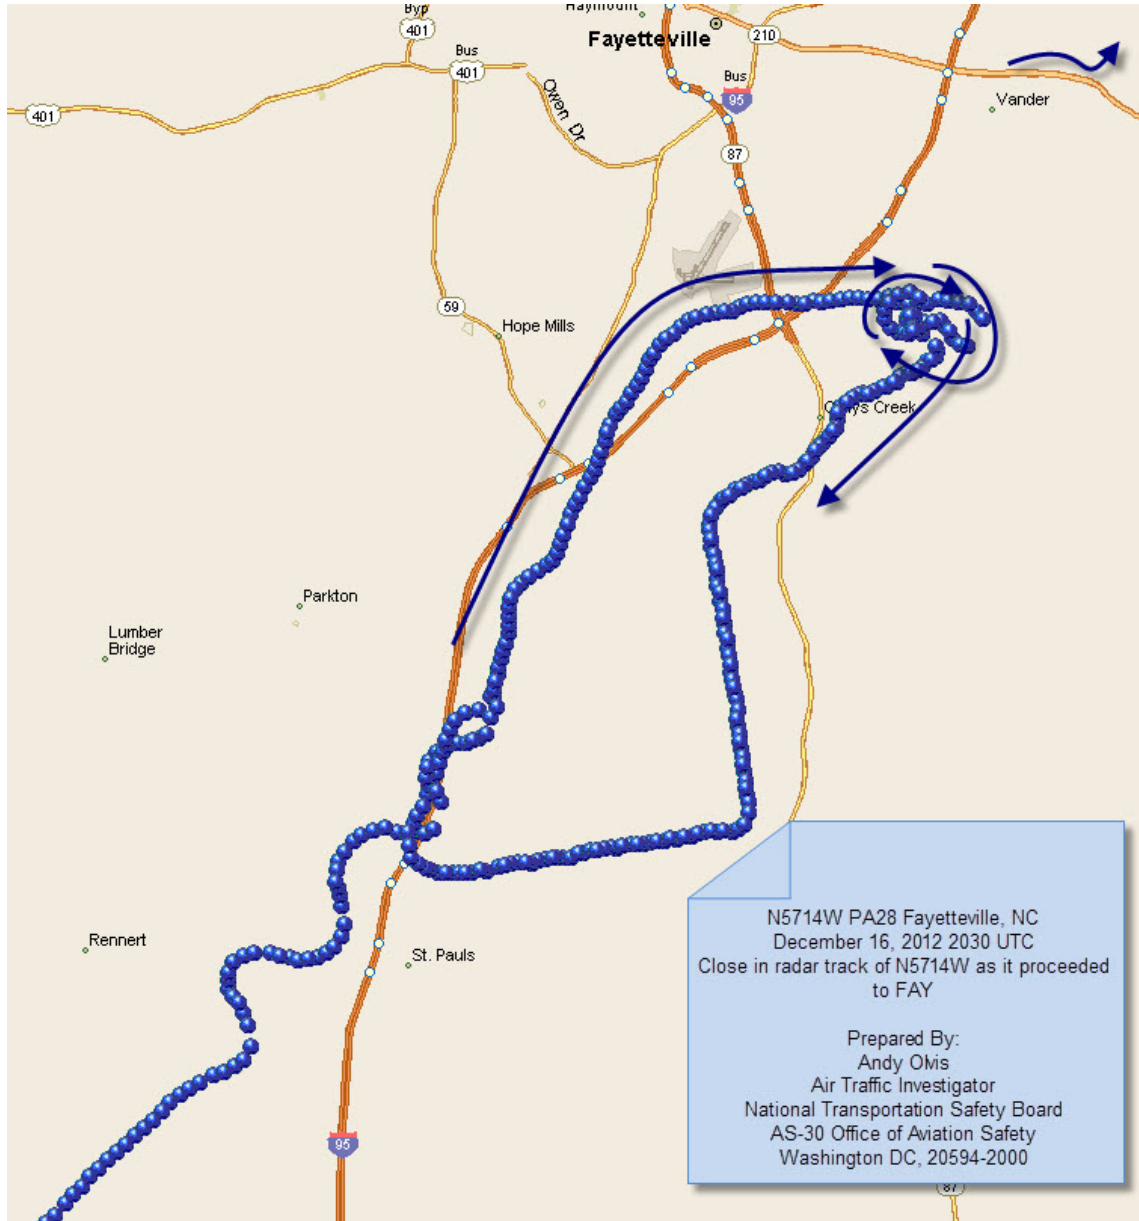 Byp
401
Haymount
Fayetteville
210
Bus
401
Bus
95
Vander
401
Owen Dr
87
59
Hope Mills
Grays Creek
Parkton
Lumber
Bridge
Rennert
St. Pauls
95
N5714W PA28 Fayetteville, NC
December 16, 2012 2030 UTC
Close in radar track of N5714W as it proceeded
to FAY
Prepared By:
Andy Olvis
Air Traffic Investigator
National Transportation Safety Board
AS-30 Office of Aviation Safety
Washington DC, 20594-2000
87